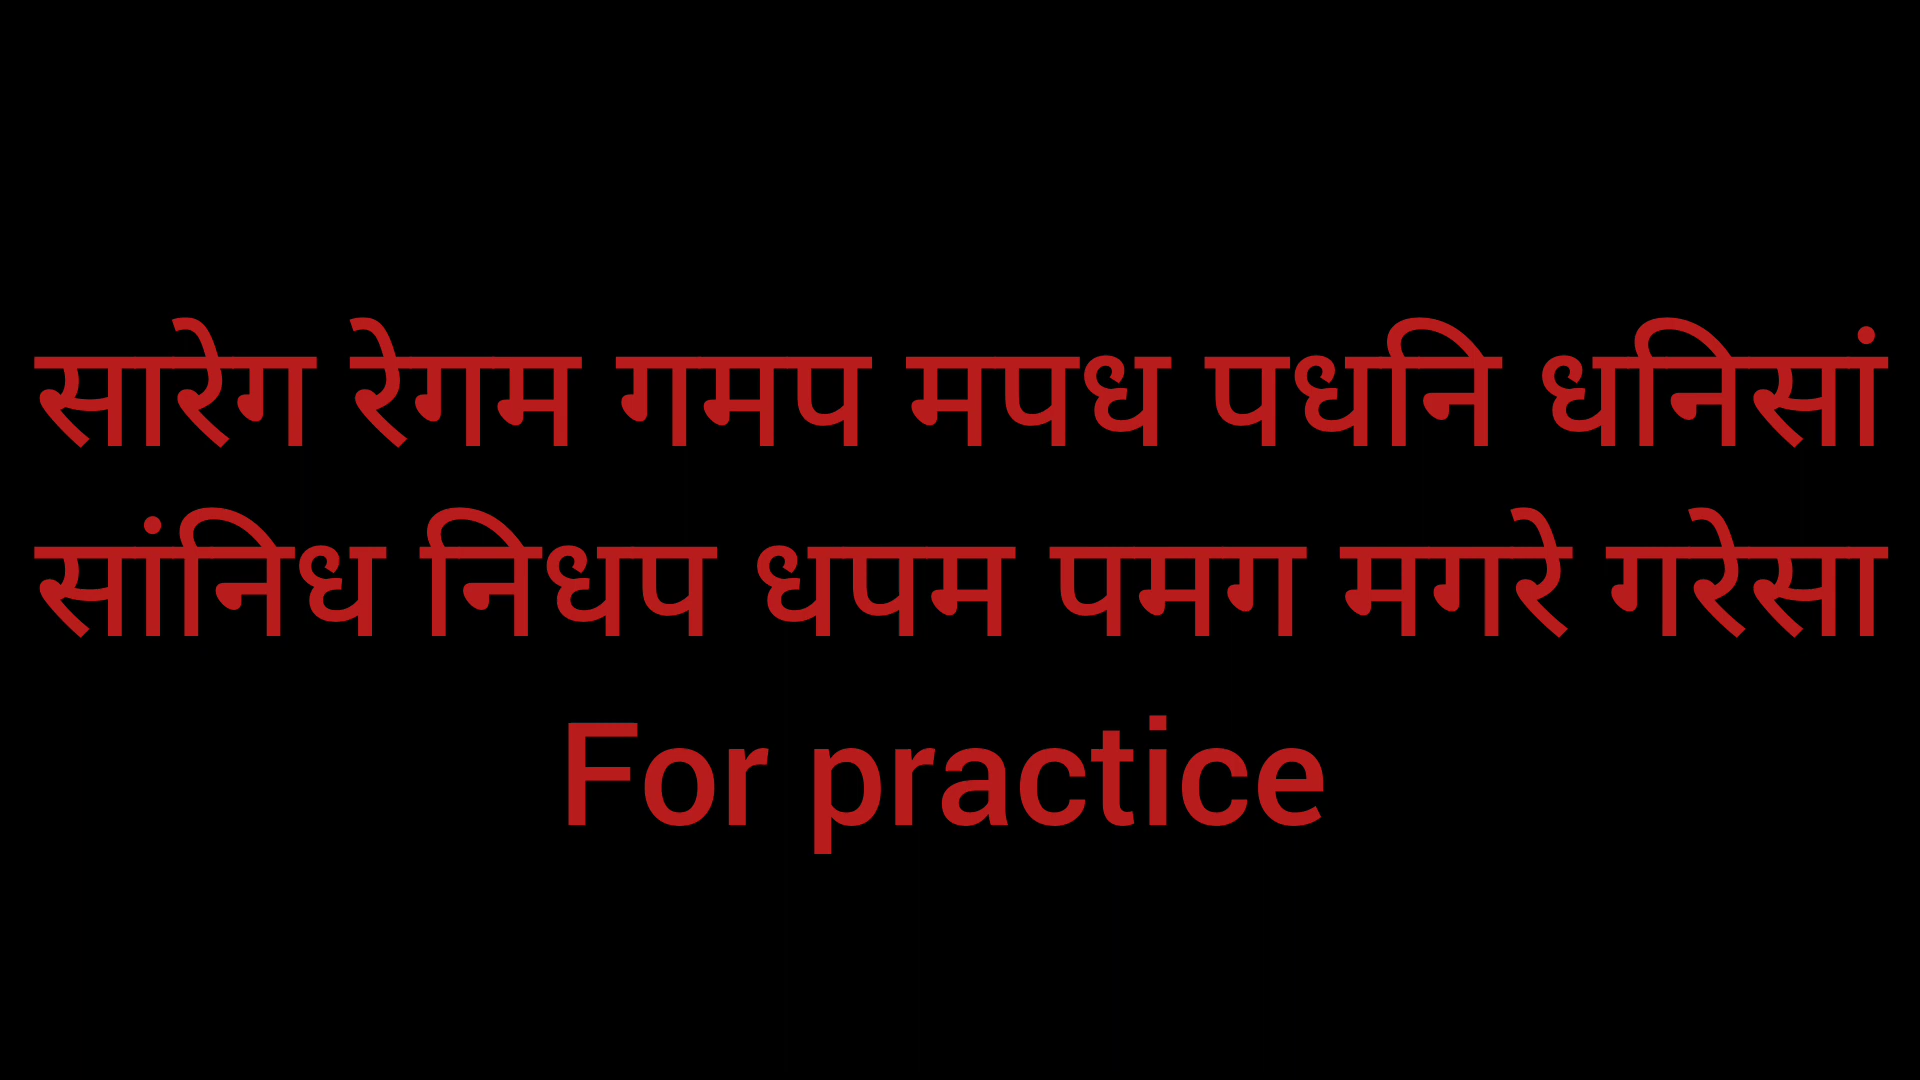 सारेग रेगम गमप मपध पधनि धनिसां
सांनिध निधप धपम पमग मगरे गरेसा
For practice